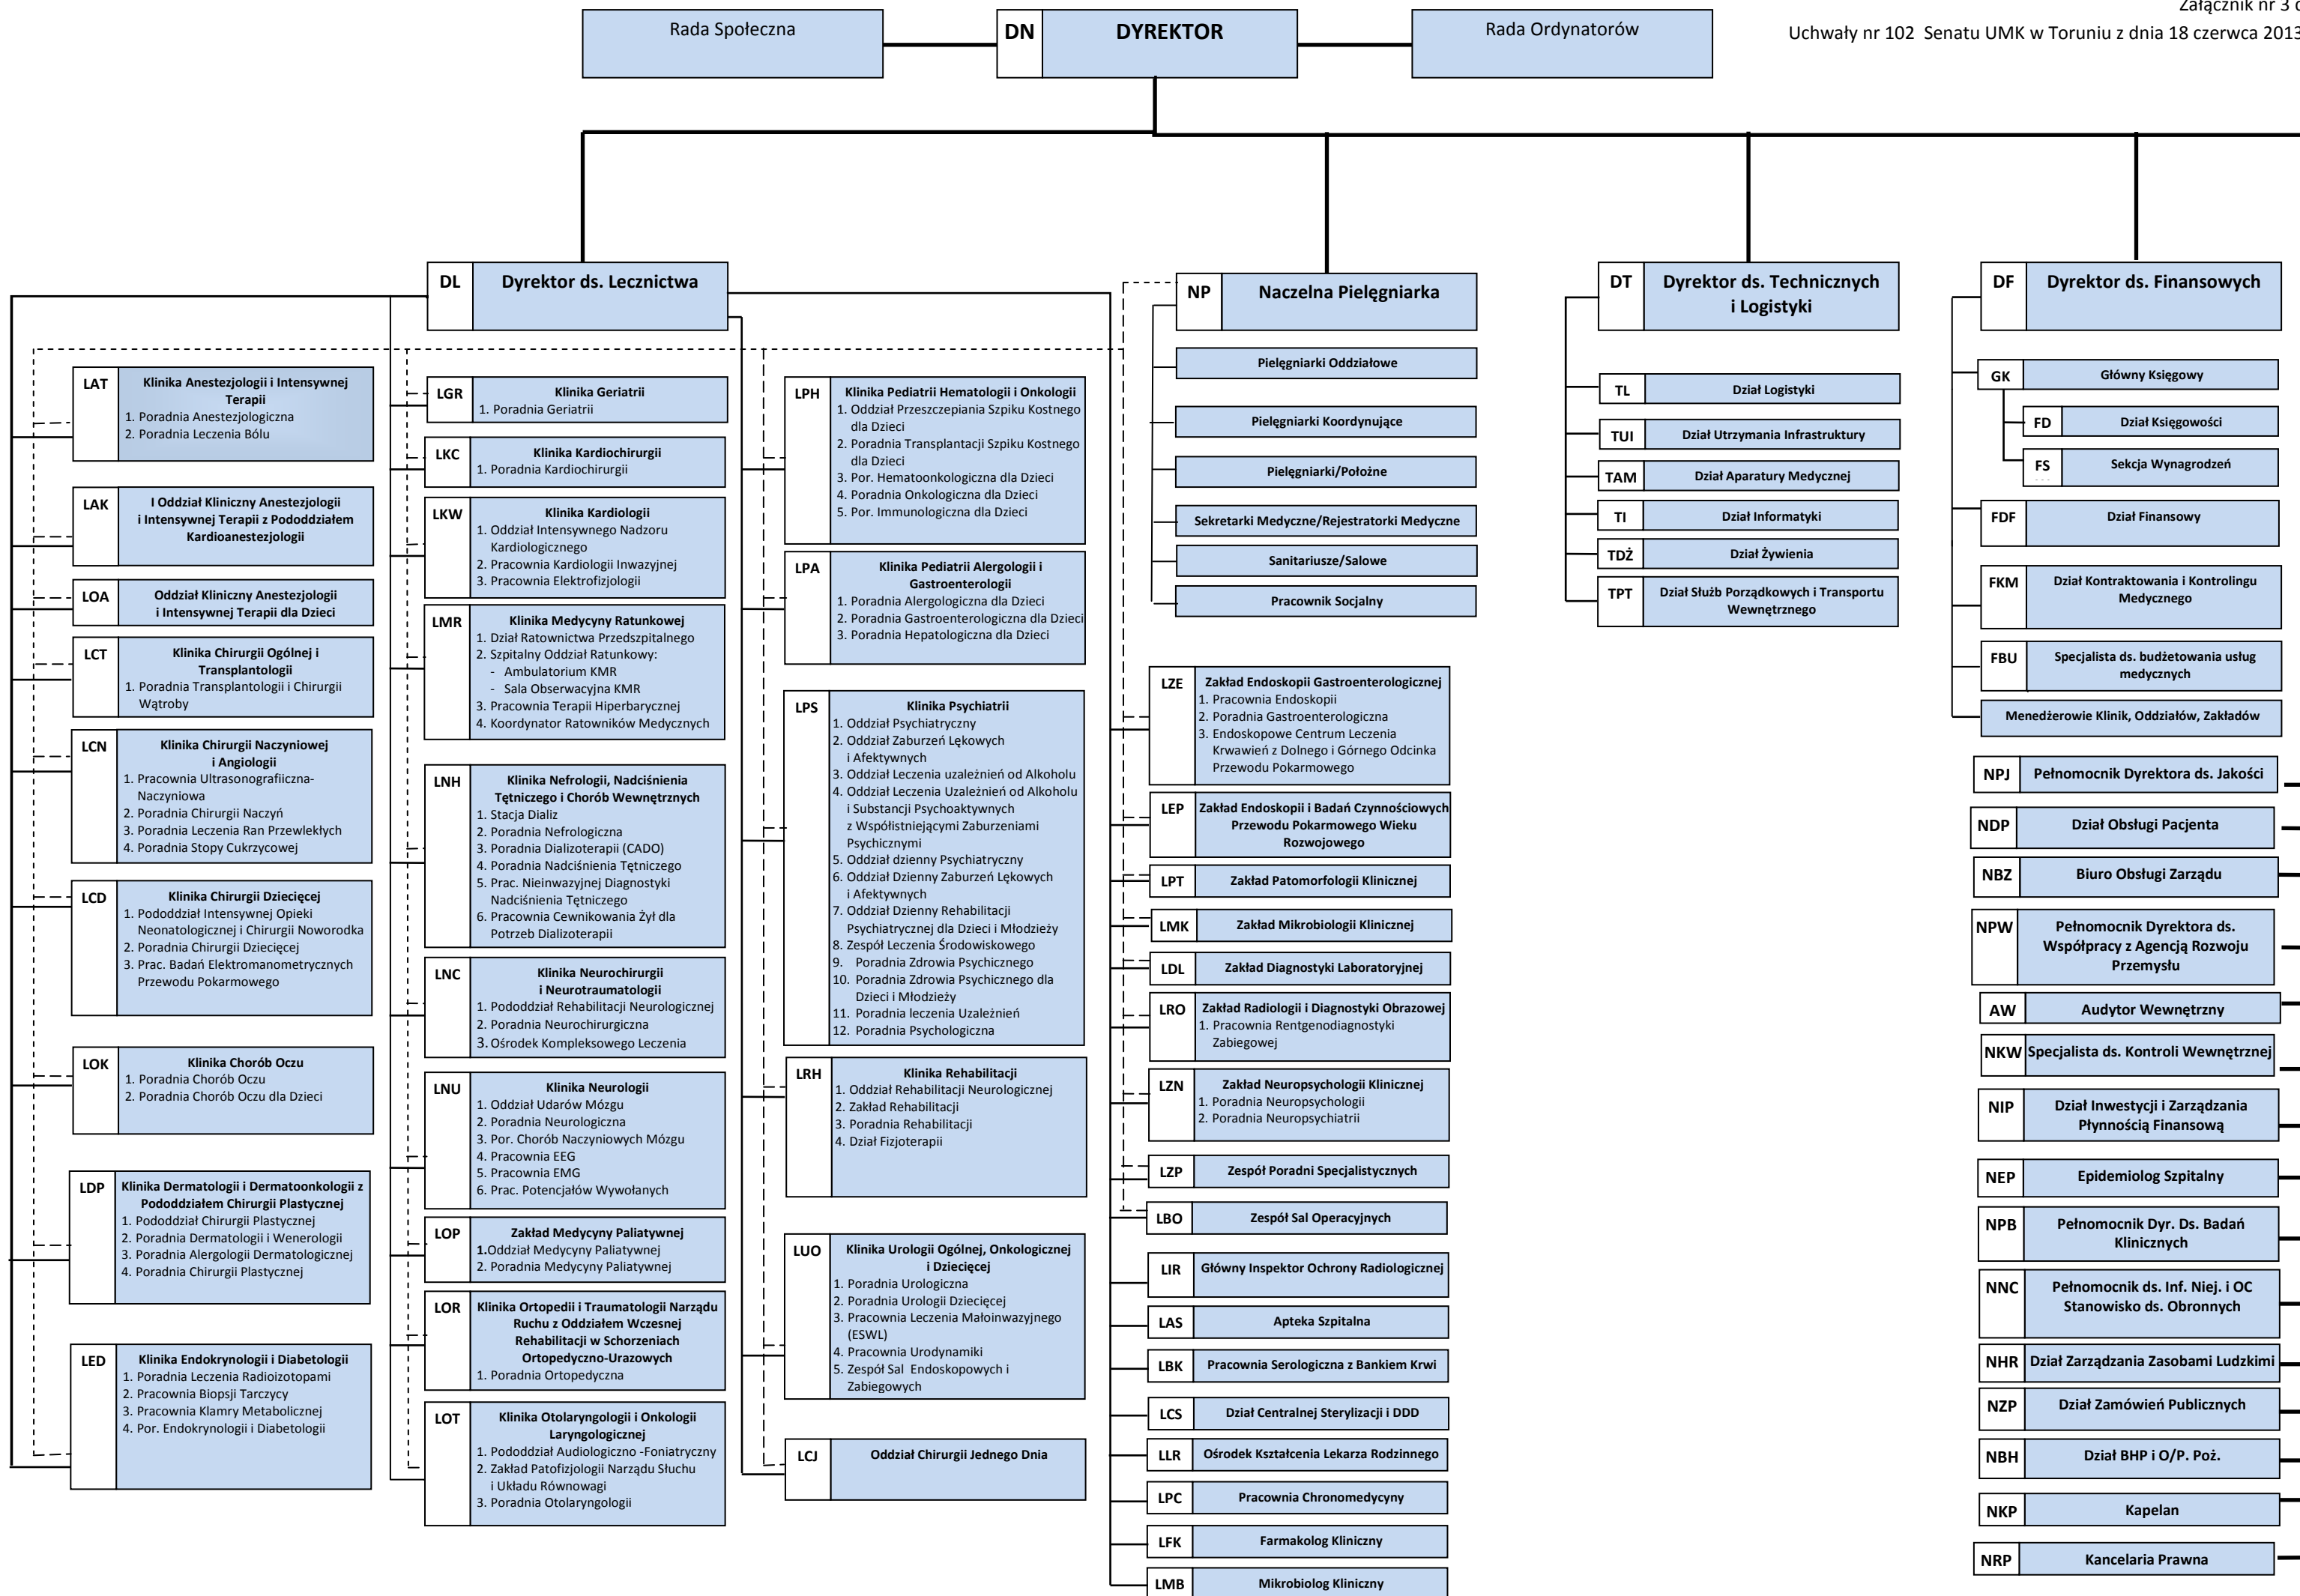 Załącznik nr 3 d
Uchwały nr 102 Senatu UMK w Toruniu z dnia 18 czerwca 2013
Rada Społeczna
DN
DYREKTOR
Rada Ordynatorów
DL
Dyrektor ds. Lecznictwa
NP
Naczelna Pielęgniarka
DT
Dyrektor ds. Technicznych
i Logistyki
DF
Dyrektor ds. Finansowych
LAT
Klinika Anestezjologii i Intensywnej
Terapii
1. Poradnia Anestezjologiczna
2. Poradnia Leczenia Bólu
LAK
I Oddział Kliniczny Anestezjologii
i Intensywnej Terapii z Pododdziałem
Kardioanestezjologii
LOA
Oddział Kliniczny Anestezjologii
i Intensywnej Terapii dla Dzieci
LCT
Klinika Chirurgii Ogólnej i
Transplantologii
1. Poradnia Transplantologii i Chirurgii
Wątroby
LCN
Klinika Chirurgii Naczyniowej
i Angiologii
1. Pracownia Ultrasonografiiczna-
Naczyniowa
2. Poradnia Chirurgii Naczyń
3. Poradnia Leczenia Ran Przewlekłych
4. Poradnia Stopy Cukrzycowej
LCD
Klinika Chirurgii Dziecięcej
1. Pododdział Intensywnej Opieki
Neonatologicznej i Chirurgii Noworodka
2. Poradnia Chirurgii Dziecięcej
3. Prac. Badań Elektromanometrycznych
Przewodu Pokarmowego
LOK
Klinika Chorób Oczu
1. Poradnia Chorób Oczu
2. Poradnia Chorób Oczu dla Dzieci
LDP
Klinika Dermatologii i Dermatoonkologii z
Pododdziałem Chirurgii Plastycznej
1. Pododdział Chirurgii Plastycznej
2. Poradnia Dermatologii i Wenerologii
3. Poradnia Alergologii Dermatologicznej
4. Poradnia Chirurgii Plastycznej
LED
Klinika Endokrynologii i Diabetologii
1. Poradnia Leczenia Radioizotopami
2. Pracownia Biopsji Tarczycy
3. Pracownia Klamry Metabolicznej
4. Por. Endokrynologii i Diabetologii
LGR
Klinika Geriatrii
1. Poradnia Geriatrii
LKC
Klinika Kardiochirurgii
1. Poradnia Kardiochirurgii
LKW
Klinika Kardiologii
1. Oddział Intensywnego Nadzoru
Kardiologicznego
2. Pracownia Kardiologii Inwazyjnej
3. Pracownia Elektrofizjologii
LMR
Klinika Medycyny Ratunkowej
1. Dział Ratownictwa Przedszpitalnego
2. Szpitalny Oddział Ratunkowy:
- Ambulatorium KMR
- Sala Obserwacyjna KMR
3. Pracownia Terapii Hiperbarycznej
4. Koordynator Ratowników Medycznych
LNH
Klinika Nefrologii, Nadciśnienia
Tętniczego i Chorób Wewnętrznych
1. Stacja Dializ
2. Poradnia Nefrologiczna
3. Poradnia Dializoterapii (CADO)
4. Poradnia Nadciśnienia Tętniczego
5. Prac. Nieinwazyjnej Diagnostyki
Nadciśnienia Tętniczego
6. Pracownia Cewnikowania Żył dla
Potrzeb Dializoterapii
LNC
Klinika Neurochirurgii
i Neurotraumatologii
1. Pododdział Rehabilitacji Neurologicznej
2. Poradnia Neurochirurgiczna
3. Ośrodek Kompleksowego Leczenia
LNU
Klinika Neurologii
1. Oddział Udarów Mózgu
2. Poradnia Neurologiczna
3. Por. Chorób Naczyniowych Mózgu
4. Pracownia EEG
5. Pracownia EMG
6. Prac. Potencjałów Wywołanych
LOP
Zakład Medycyny Paliatywnej
1.Oddział Medycyny Paliatywnej
2. Poradnia Medycyny Paliatywnej
LOR
Klinika Ortopedii i Traumatologii Narządu
Ruchu z Oddziałem Wczesnej
Rehabilitacji w Schorzeniach
Ortopedyczno-Urazowych
1. Poradnia Ortopedyczna
LOT
Klinika Otolaryngologii i Onkologii
Laryngologicznej
1. Pododdział Audiologiczno -Foniatryczny
2. Zakład Patofizjologii Narządu Słuchu
i Układu Równowagi
3. Poradnia Otolaryngologii
LPH
Klinika Pediatrii Hematologii i Onkologii
1. Oddział Przeszczepiania Szpiku Kostnego
dla Dzieci
2. Poradnia Transplantacji Szpiku Kostnego
dla Dzieci
3. Por. Hematoonkologiczna dla Dzieci
4. Poradnia Onkologiczna dla Dzieci
5. Por. Immunologiczna dla Dzieci
LPA
Klinika Pediatrii Alergologii i
Gastroenterologii
1. Poradnia Alergologiczna dla Dzieci
2. Poradnia Gastroenterologiczna dla Dzieci
3. Poradnia Hepatologiczna dla Dzieci
LPS
Klinika Psychiatrii
1. Oddział Psychiatryczny
2. Oddział Zaburzeń Lękowych
i Afektywnych
3. Oddział Leczenia uzależnień od Alkoholu
4. Oddział Leczenia Uzależnień od Alkoholu
i Substancji Psychoaktywnych
z Współistniejącymi Zaburzeniami
Psychicznymi
5. Oddział dzienny Psychiatryczny
6. Oddział Dzienny Zaburzeń Lękowych
i Afektywnych
7. Oddział Dzienny Rehabilitacji
Psychiatrycznej dla Dzieci i Młodzieży
8. Zespół Leczenia Środowiskowego
9. Poradnia Zdrowia Psychicznego
10. Poradnia Zdrowia Psychicznego dla
Dzieci i Młodzieży
11. Poradnia leczenia Uzależnień
12. Poradnia Psychologiczna
LRH
Klinika Rehabilitacji
1. Oddział Rehabilitacji Neurologicznej
2. Zakład Rehabilitacji
3. Poradnia Rehabilitacji
4. Dział Fizjoterapii
LUO
Klinika Urologii Ogólnej, Onkologicznej
i Dziecięcej
1. Poradnia Urologiczna
2. Poradnia Urologii Dziecięcej
3. Pracownia Leczenia Małoinwazyjnego
(ESWL)
4. Pracownia Urodynamiki
5. Zespół Sal Endoskopowych i
Zabiegowych
LCJ
Oddział Chirurgii Jednego Dnia
Pielęgniarki Oddziałowe
Pielęgniarki Koordynujące
Pielęgniarki/Położne
Sekretarki Medyczne/Rejestratorki Medyczne
Sanitariusze/Salowe
Pracownik Socjalny
LZE
Zakład Endoskopii Gastroenterologicznej
1. Pracownia Endoskopii
2. Poradnia Gastroenterologiczna
3. Endoskopowe Centrum Leczenia
Krwawień z Dolnego i Górnego Odcinka
Przewodu Pokarmowego
LEP
Zakład Endoskopii i Badań Czynnościowych
Przewodu Pokarmowego Wieku
Rozwojowego
LPT
Zakład Patomorfologii Klinicznej
LMK
Zakład Mikrobiologii Klinicznej
LDL
Zakład Diagnostyki Laboratoryjnej
LRO
Zakład Radiologii i Diagnostyki Obrazowej
1. Pracownia Rentgenodiagnostyki
Zabiegowej
LZN
Zakład Neuropsychologii Klinicznej
1. Poradnia Neuropsychologii
2. Poradnia Neuropsychiatrii
LZP
Zespół Poradni Specjalistycznych
LBO
Zespół Sal Operacyjnych
LIR
Główny Inspektor Ochrony Radiologicznej
LAS
Apteka Szpitalna
LBK
Pracownia Serologiczna z Bankiem Krwi
LCS
Dział Centralnej Sterylizacji i DDD
LLR
Ośrodek Kształcenia Lekarza Rodzinnego
LPC
Pracownia Chronomedycyny
LFK
Farmakolog Kliniczny
LMB
Mikrobiolog Kliniczny
TL
Dział Logistyki
TUI
Dział Utrzymania Infrastruktury
TAM
Dział Aparatury Medycznej
TI
Dział Informatyki
TDŻ
Dział Żywienia
TPT
Dział Służb Porządkowych i Transportu
Wewnętrznego
GK
Główny Księgowy
FD
Dział Księgowości
FS
Sekcja Wynagrodzeń
FDF
Dział Finansowy
FKM
Dział Kontraktowania i Kontrolingu
Medycznego
FBU
Specjalista ds. budżetowania usług
medycznych
Menedżerowie Klinik, Oddziałów, Zakładów
NPJ
Pełnomocnik Dyrektora ds. Jakości
NDP
Dział Obsługi Pacjenta
NBZ
Biuro Obsługi Zarządu
NPW
Pełnomocnik Dyrektora ds.
Współpracy z Agencją Rozwoju
Przemysłu
AW
Audytor Wewnętrzny
NKW
Specjalista ds. Kontroli Wewnętrznej
NIP
Dział Inwestycji i Zarządzania
Płynnością Finansową
NEP
Epidemiolog Szpitalny
NPB
Pełnomocnik Dyr. Ds. Badań
Klinicznych
NNC
Pełnomocnik ds. Inf. Niej. i OC
Stanowisko ds. Obronnych
NHR
Dział Zarządzania Zasobami Ludzkimi
NZP
Dział Zamówień Publicznych
NBH
Dział BHP i O/P. Poż.
NKP
Kapelan
NRP
Kancelaria Prawna